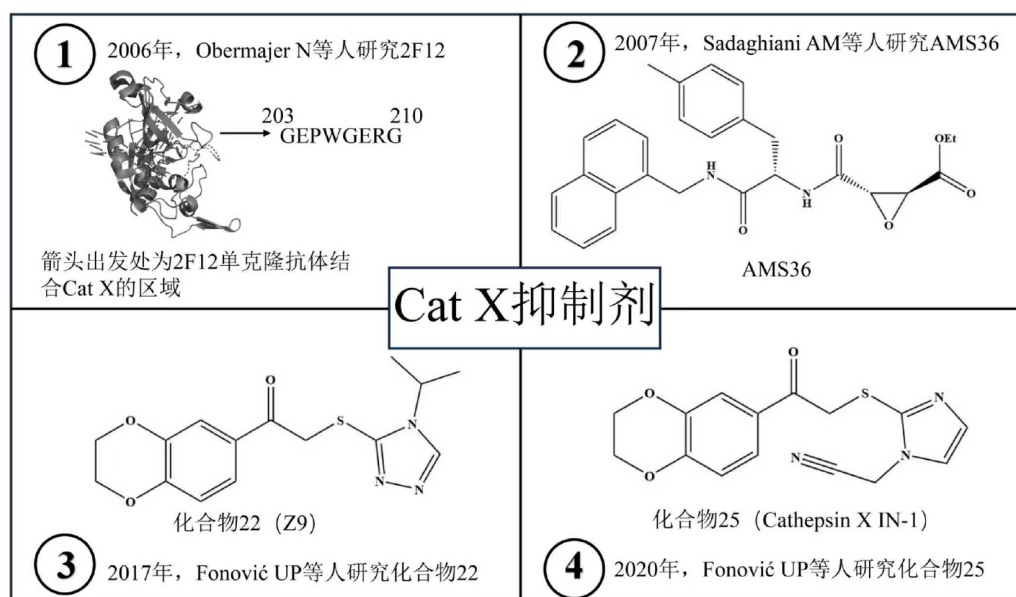 ① 2006年，Obermajer N等人研究2F12
203 210
GEPWGERG
箭头出发处为2F12单克隆抗体结
合Cat X的区域
② 2007年，Sadaghiani AM等人研究AMS36
H
N
O
N
H
O
O
OEt
O
AMS36
Cat X抑制剂
O
O
O
S
N
N
N
化合物22（Z9）
③ 2017年，Fonović UP等人研究化合物22
O
O
O
S
N
N
N
化合物25（Cathepsin X IN-1）
④ 2020年，Fonović UP等人研究化合物25